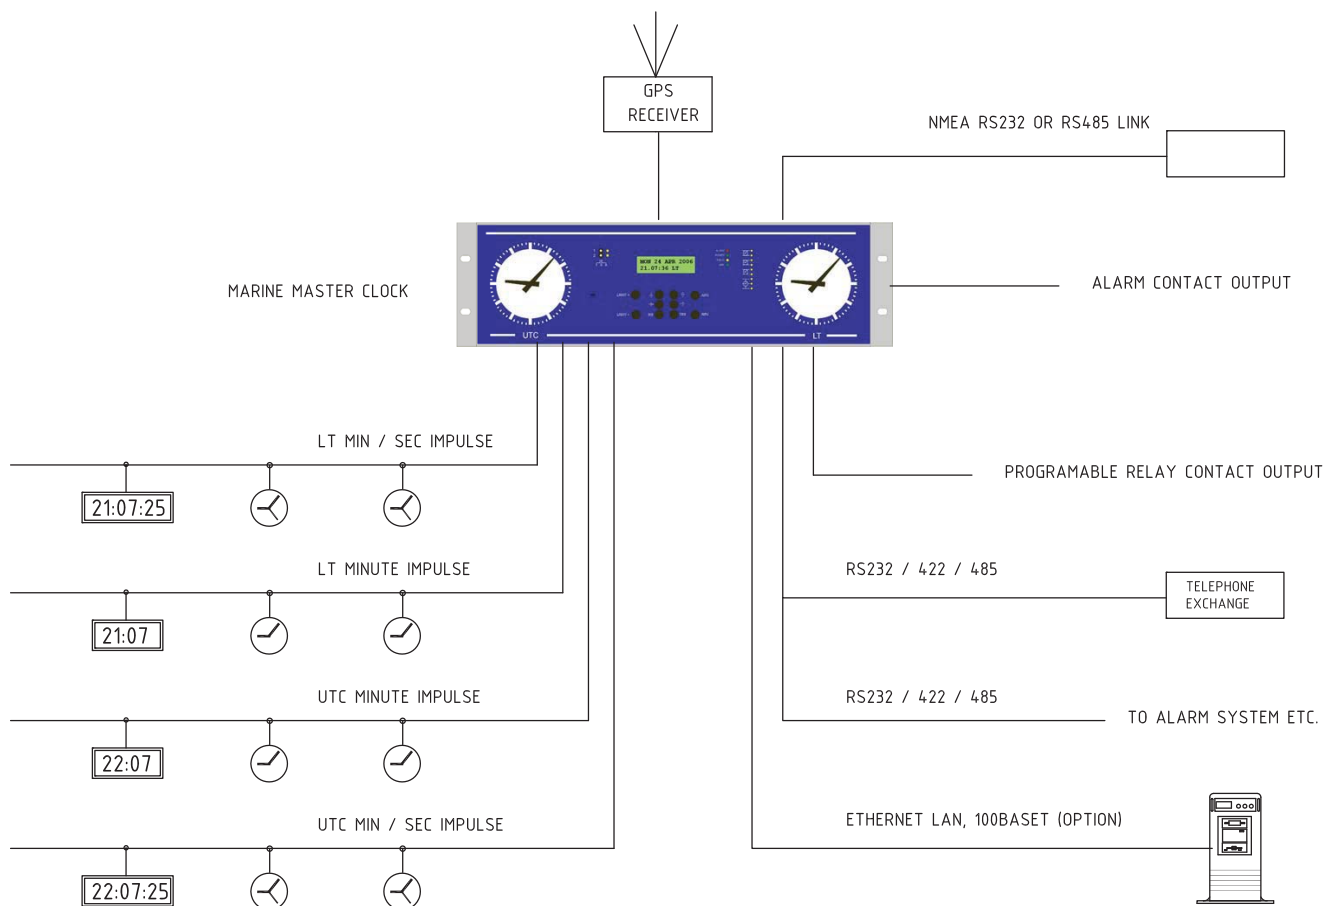 GPS
RECEIVER
NMEA RS232 OR RS485 LINK
MARINE MASTER CLOCK
MON 24 APR 2006
21.07:36 LT
UTC
LT
ALARM CONTACT OUTPUT
LT MIN / SEC IMPULSE
21:07:25
PROGRAMABLE RELAY CONTACT OUTPUT
LT MINUTE IMPULSE
21:07
RS232 / 422 / 485
TELEPHONE
EXCHANGE
UTC MINUTE IMPULSE
22:07
RS232 / 422 / 485
TO ALARM SYSTEM ETC.
UTC MIN / SEC IMPULSE
22:07:25
ETHERNET LAN, 100BASET (OPTION)